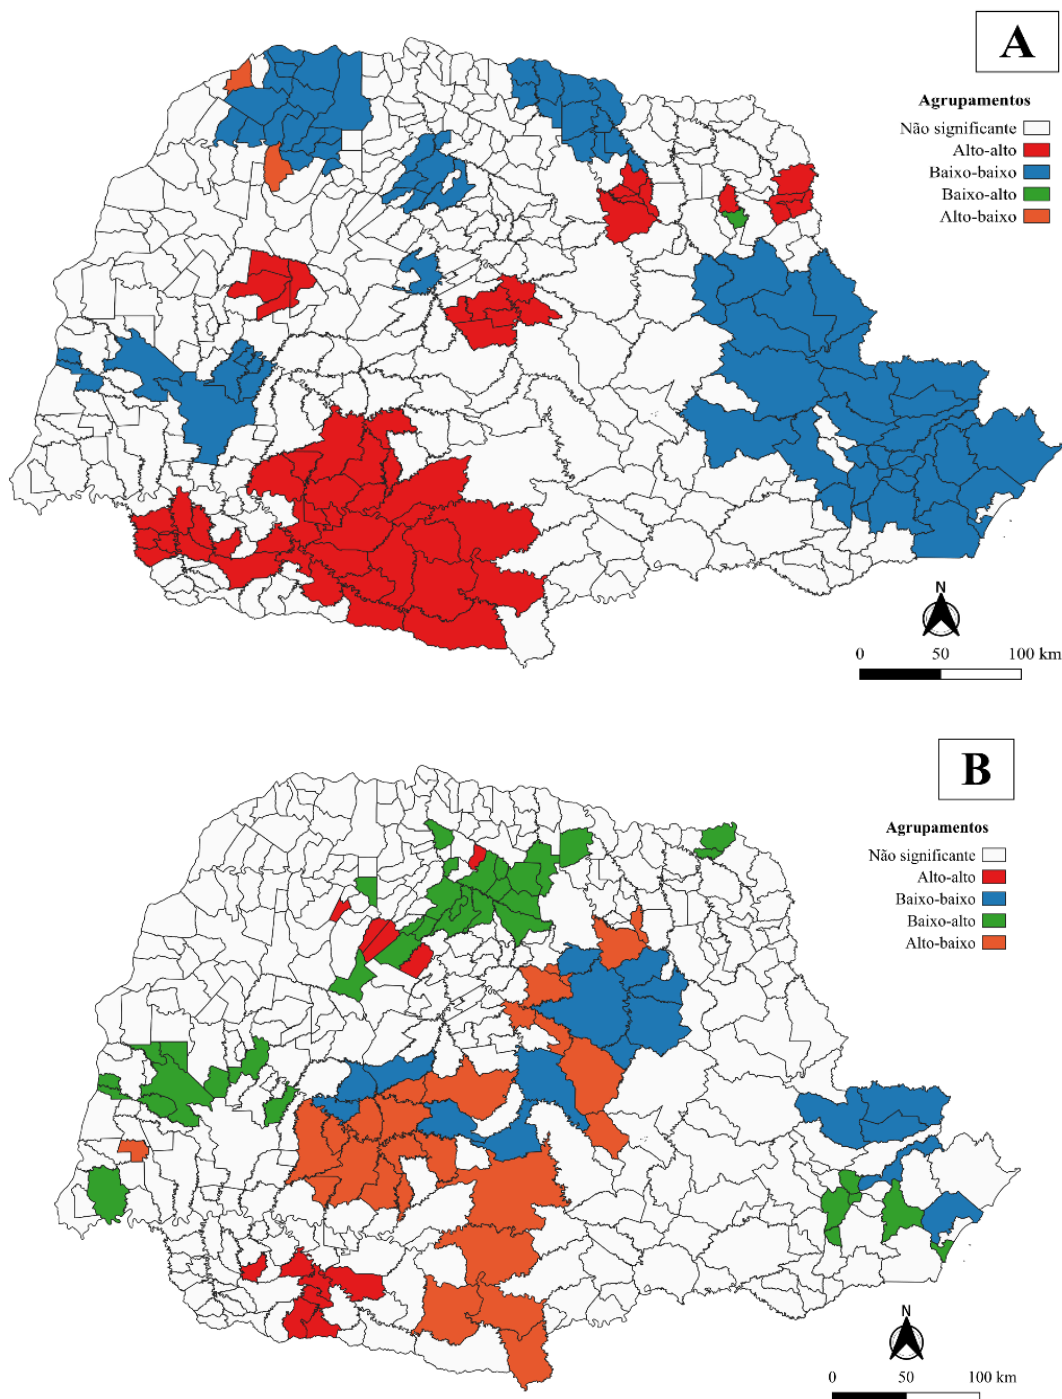 A
Agrupamentos
Não significante
Alto-alto
Baixo-baixo
Baixo-alto
Alto-baixo
N
0 50 100 km
B
Agrupamentos
Não significante
Alto-alto
Baixo-baixo
Baixo-alto
Alto-baixo
N
0 50 100 km